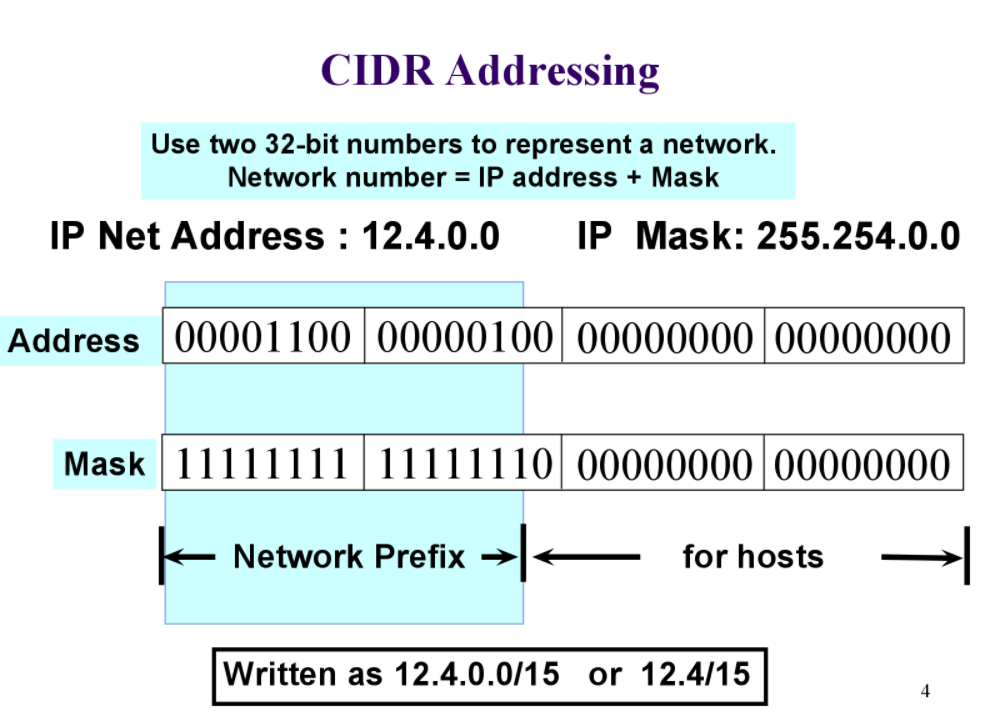 CIDR Addressing
Use two 32-bit numbers to represent a network.
Network number = IP address + Mask
IP Net Address : 12.4.0.0 IP Mask: 255.254.0.0
Address 00001100 00000100 00000000 00000000
Mask 11111111 11111110 00000000 00000000
Network Prefix for hosts
Written as 12.4.0.0/15 or 12.4/15
4